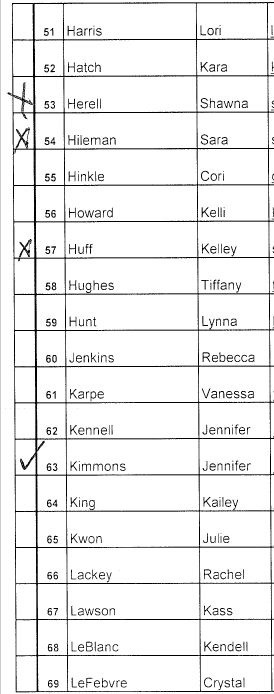 51 Harris Lori
52 Hatch Kara
53 Herell Shawna
54 Hileman Sara
55 Hinkle Cori
56 Howard Kelli
57 Huff Kelley
58 Hughes Tiffany
59 Hunt Lynna
60 Jenkins Rebecca
61 Karpe Vanessa
62 Kennell Jennifer
63 Kimmons Jennifer
64 King Kailey
65 Kwon Julie
66 Lackey Rachel
67 Lawson Kass
68 LeBlanc Kendell
69 LeFebvre Crystal